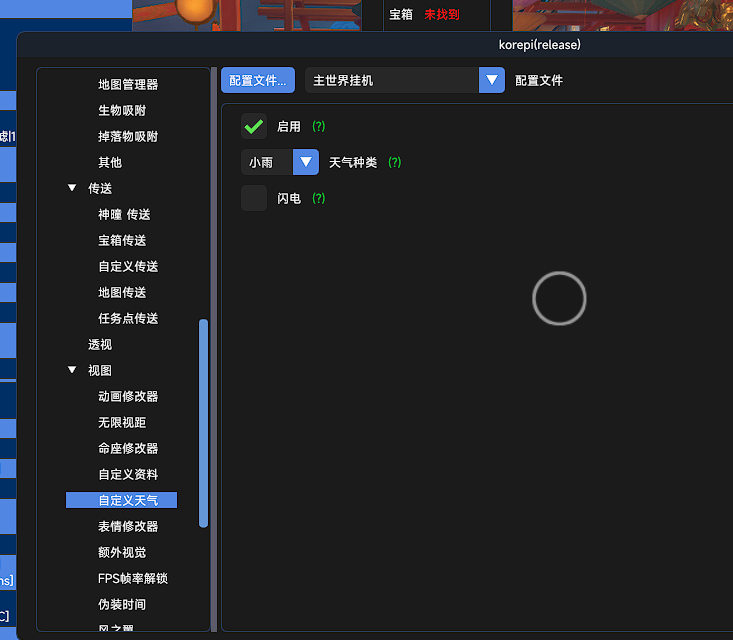 宝箱 未找到
korepi(release)
配置文件... 主世界挂机 配置文件
地图管理器
生物吸附
掉落物吸附
其他
传送
神瞳 传送
宝箱传送
自定义传送
地图传送
任务点传送
透视
视图
动画修改器
无限视距
命座修改器
自定义资料
自定义天气
表情修改器
额外视觉
FPS帧率解锁
伪装时间
风之翼
启用 (?)
小雨 天气种类 (?)
闪电 (?)
ns]
C]